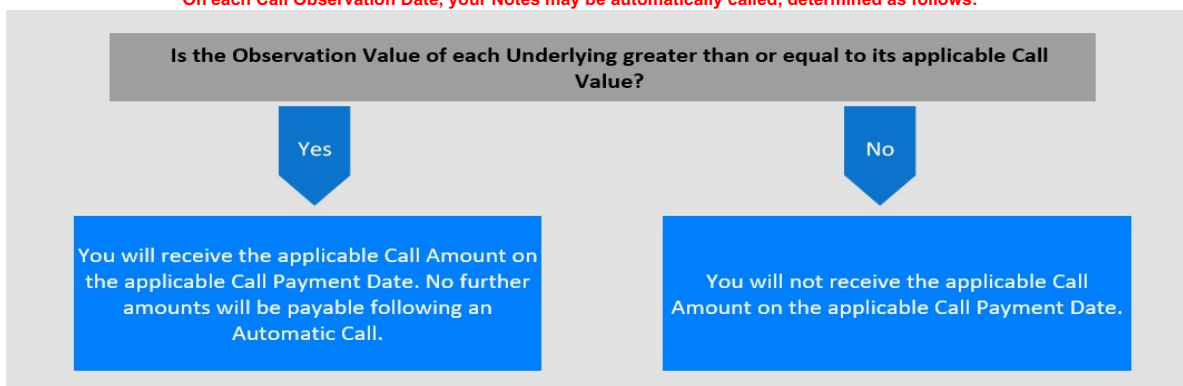 On each Call Observation Date, your Notes may be automatically called, determined as follows:
Is the Observation Value of each Underlying greater than or equal to its applicable Call
Value?
Yes
No
You will receive the applicable Call Amount on
the applicable Call Payment Date. No further
amounts will be payable following an
Automatic Call.
You will not receive the applicable Call
Amount on the applicable Call Payment Date.